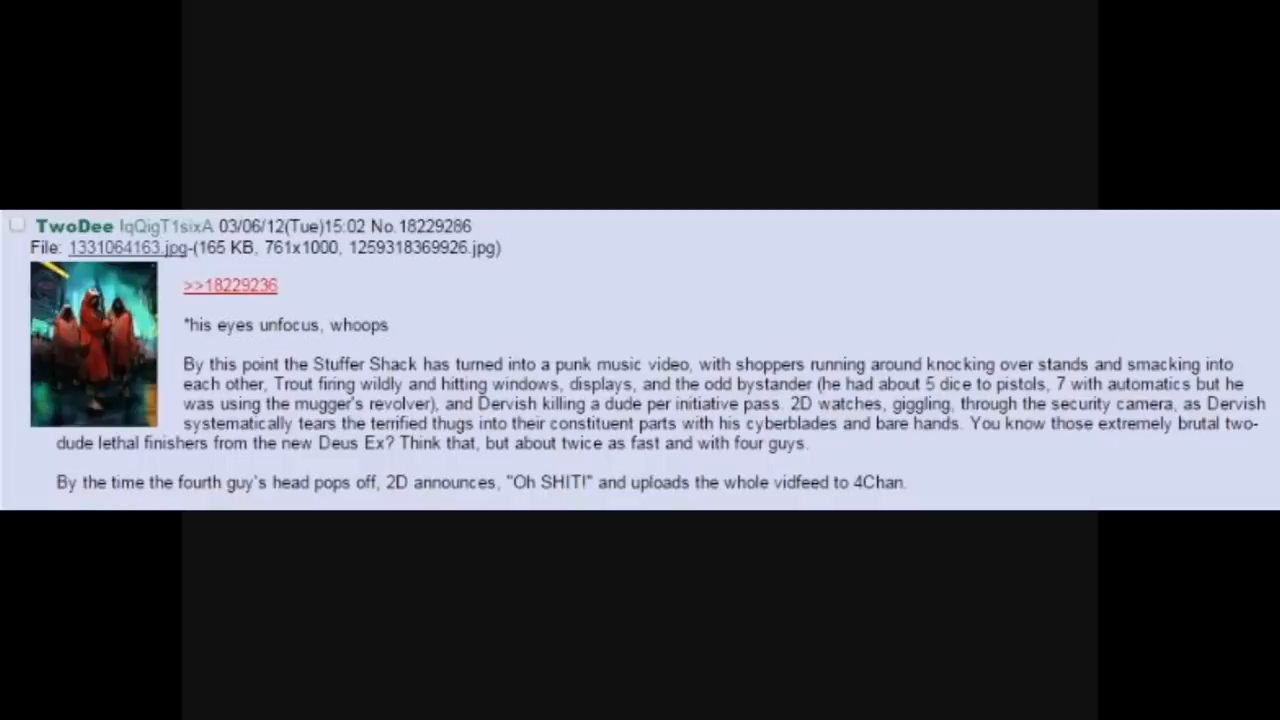 TwoDee IqQigT1sixA 03/06/12(Tue)15:02 No.18229286
File: 1331064163.jpg-(165 KB, 761x1000, 1259318369926.jpg)
>>18229236
*his eyes unfocus, whoops
By this point the Stuffer Shack has turned into a punk music video, with shoppers running around knocking over stands and smacking into
each other, Trout firing wildly and hitting windows, displays, and the odd bystander (he had about 5 dice to pistols, 7 with automatics but he
was using the mugger's revolver), and Dervish killing a dude per initiative pass. 2D watches, giggling, through the security camera, as Dervish
systematically tears the terrified thugs into their constituent parts with his cyberblades and bare hands. You know those extremely brutal two-
dude lethal finishers from the new Deus Ex? Think that, but about twice as fast and with four guys.
By the time the fourth guy's head pops off, 2D announces, "Oh SHIT!" and uploads the whole vidfeed to 4Chan.